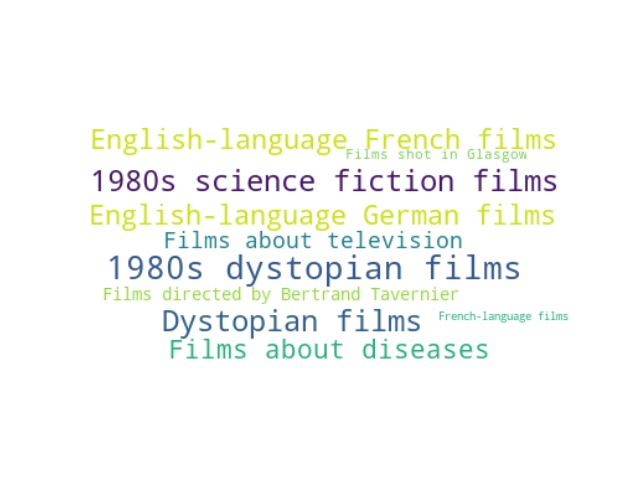 English-language French films
Films shot in Glasgow
1980s science fiction films
English-language German films
Films about television
1980s dystopian films
Films directed by Bertrand Tavernier
Dystopian films
French-language films
Films about diseases